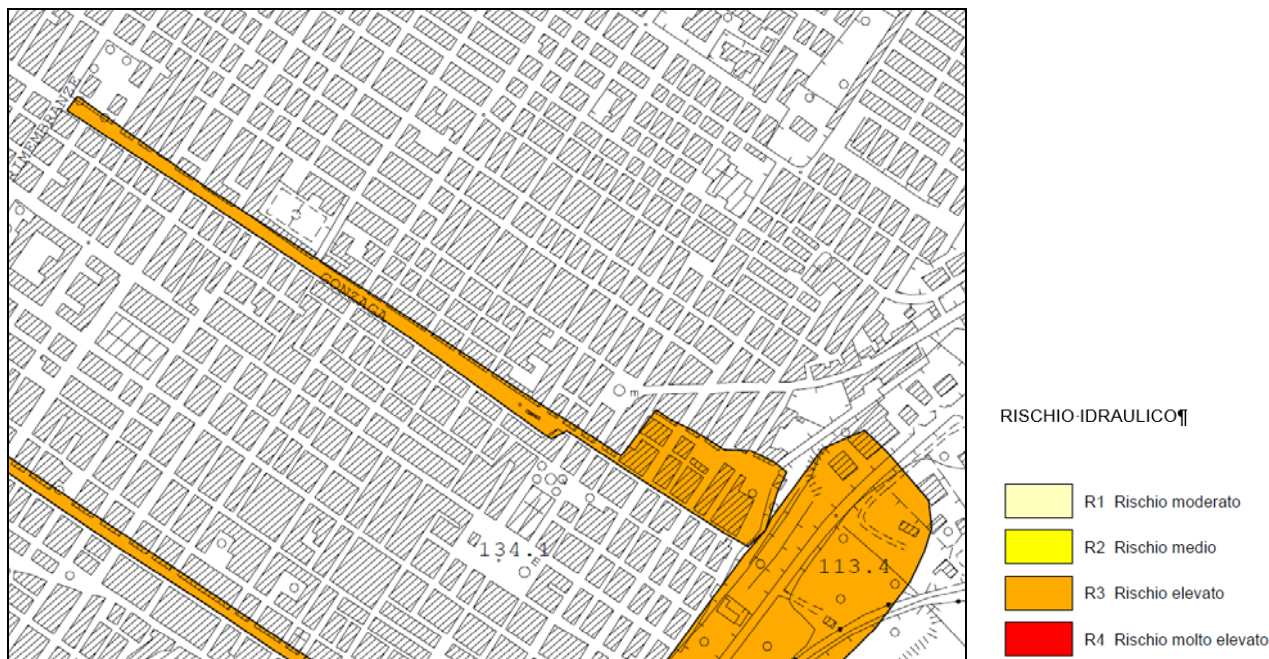 RIMEMBRANZE
GONZAGA
m
134.1
113.4
RISCHIO·IDRAULICO¶
R1 Rischio moderato
R2 Rischio medio
R3 Rischio elevato
R4 Rischio molto elevato